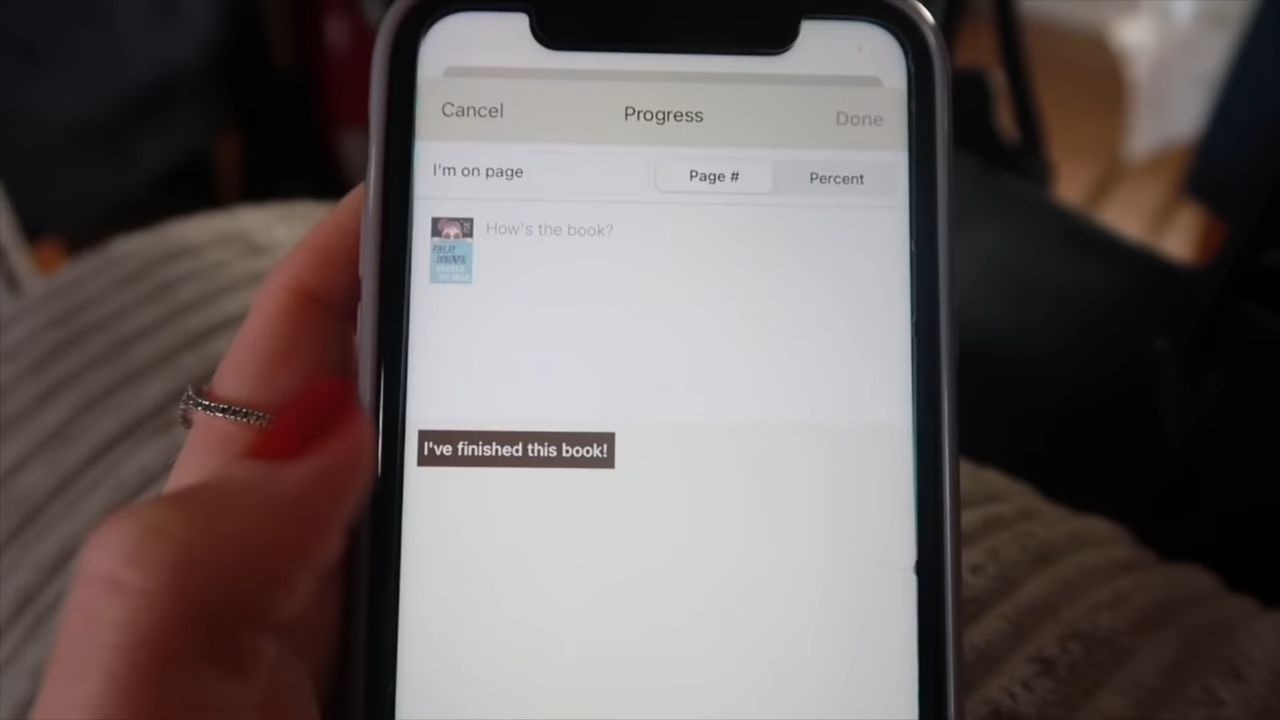 Cancel Progress Done
I'm on page Page # Percent
How's the book?
I've finished this book!